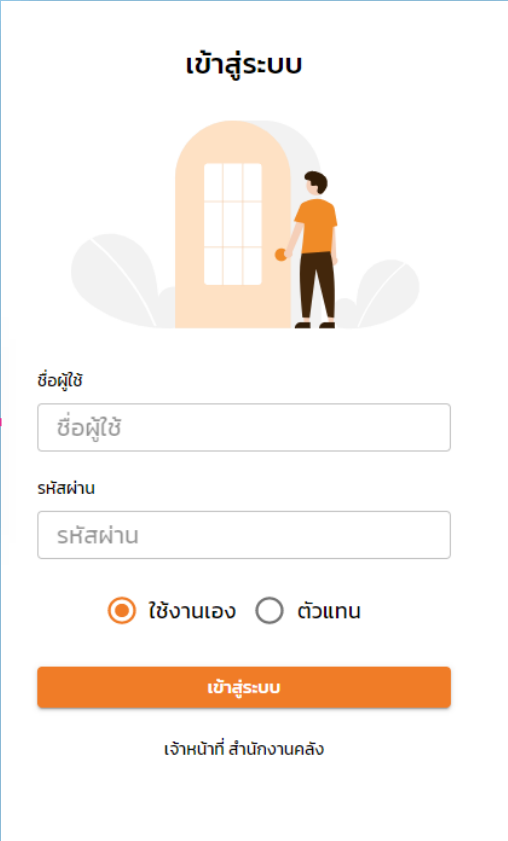 เข้าสู่ระบบ
ชื่อผู้ใช้
ชื่อผู้ใช้
รหัสผ่าน
รหัสผ่าน
ใช้งานเอง ตัวแทน
เข้าสู่ระบบ
เจ้าหน้าที่ สำนักงานคลัง